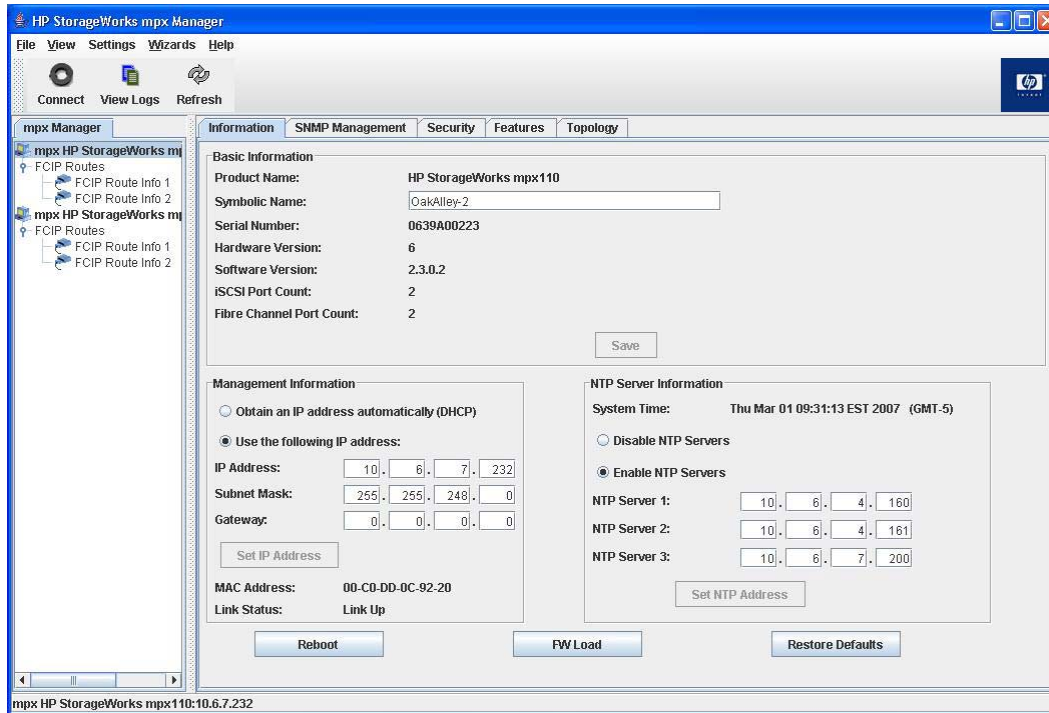 HP StorageWorks mpx Manager
File View Settings Wizards Help
Connect View Logs Refresh
hp
invent
mpx Manager
mpx HP StorageWorks
FCIP Routes
FCIP Route Info 1
FCIP Route Info 2
mpx HP StorageWorks
FCIP Routes
FCIP Route Info 1
FCIP Route Info 2
Information SNMP Management Security Features Topology
Basic Information
Product Name: HP StorageWorks mpx110
Symbolic Name: OakAlley-2
Serial Number: 0639A00223
Hardware Version: 6
Software Version: 2.3.0.2
iSCSI Port Count: 2
Fibre Channel Port Count: 2
Save
Management Information
Obtain an IP address automatically (DHCP)
Use the following IP address:
IP Address: 10 . 6 . 7 . 232
Subnet Mask: 255 . 255 . 248 . 0
Gateway: 0 . 0 . 0 . 0
Set IP Address
MAC Address: 00-C0-DD-0C-92-20
Link Status: Link Up
NTP Server Information
System Time: Thu Mar 01 09:31:13 EST 2007 (GMT-5)
Disable NTP Servers
Enable NTP Servers
NTP Server 1: 10 . 6 . 4 . 160
NTP Server 2: 10 . 6 . 4 . 161
NTP Server 3: 10 . 6 . 7 . 200
Set NTP Address
Reboot FW Load Restore Defaults
mpx HP StorageWorks mpx110:10.6.7.232